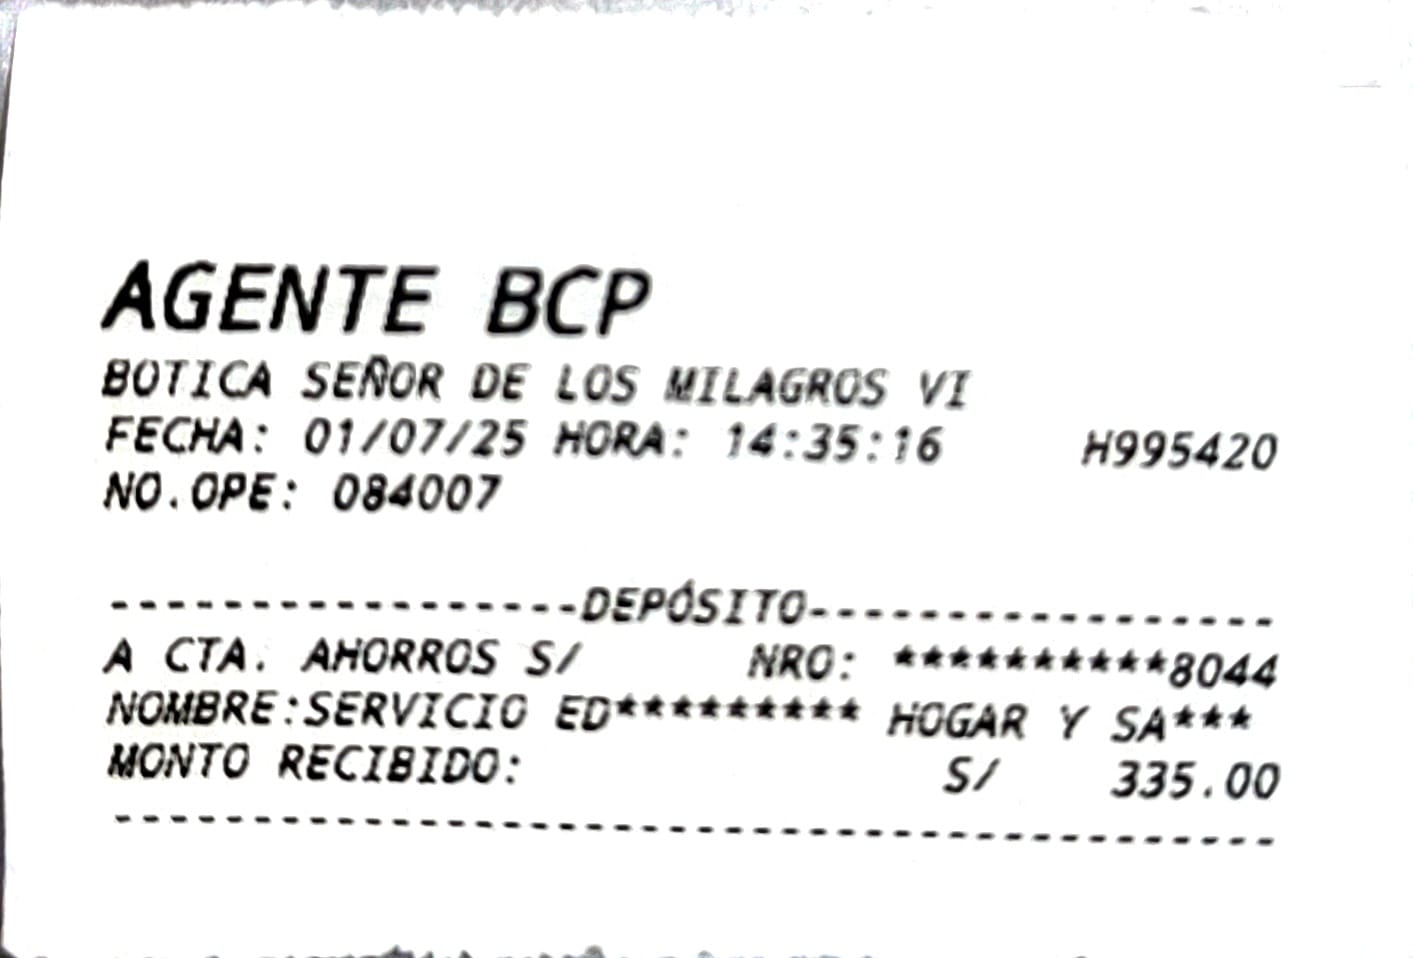 AGENTE BCP
BOTICA SEÑOR DE LOS MILAGROS VI
FECHA: 01/07/25 HORA: 14:35:16 H995420
NO.OPE: 084007
------------------DEPÓSITO------------------
A CTA. AHORROS S/ NRO: **********8044
NOMBRE:SERVICIO ED********* HOGAR Y SA***
MONTO RECIBIDO: S/ 335.00
--------------------------------------------